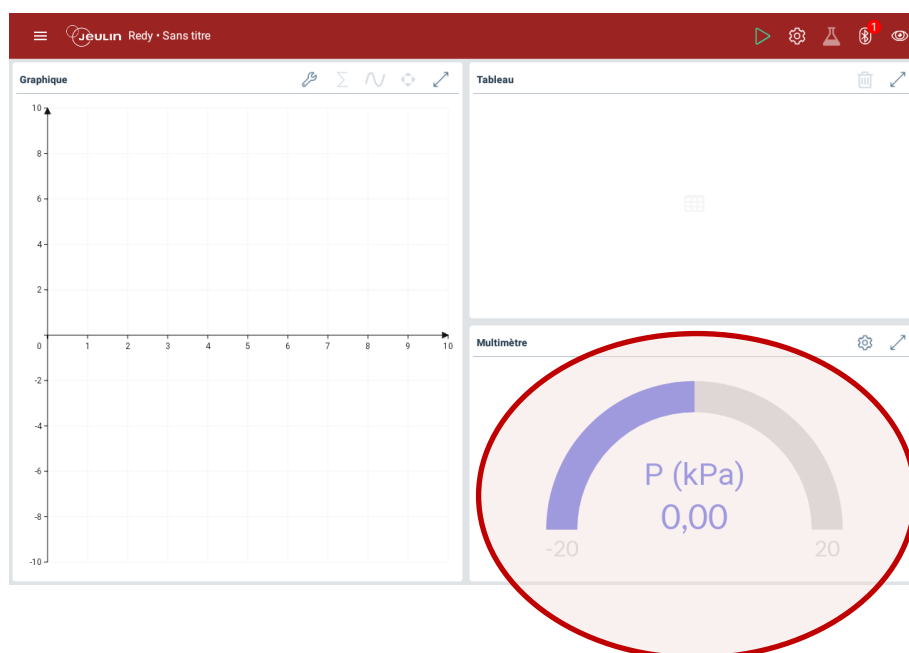 Jeulin Redy • Sans titre
1
Graphique
10
8
6
4
2
0 1 2 3 4 5 6 7 8 9 10
-2
-4
-6
-8
-10
Tableau
Multimètre
P (kPa)
0,00
-20 20